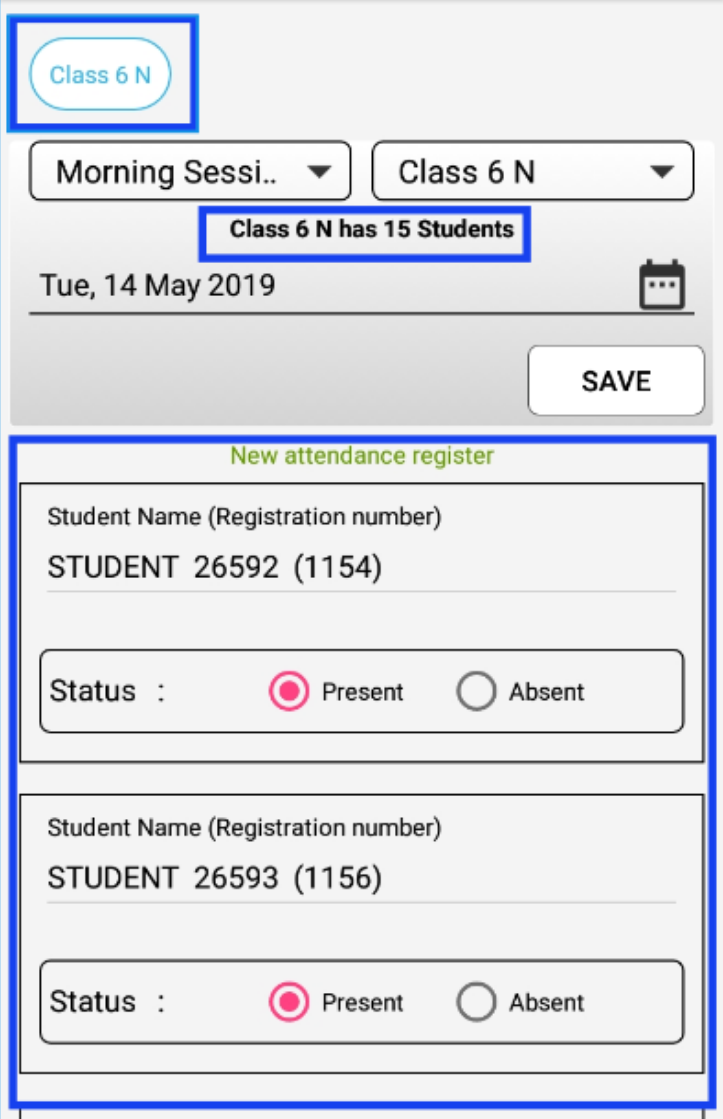 Class 6 N
Morning Sessi.. Class 6 N
Class 6 N has 15 Students
Tue, 14 May 2019
SAVE
New attendance register
Student Name (Registration number)
STUDENT 26592 (1154)
Status : Present Absent
Student Name (Registration number)
STUDENT 26593 (1156)
Status : Present Absent